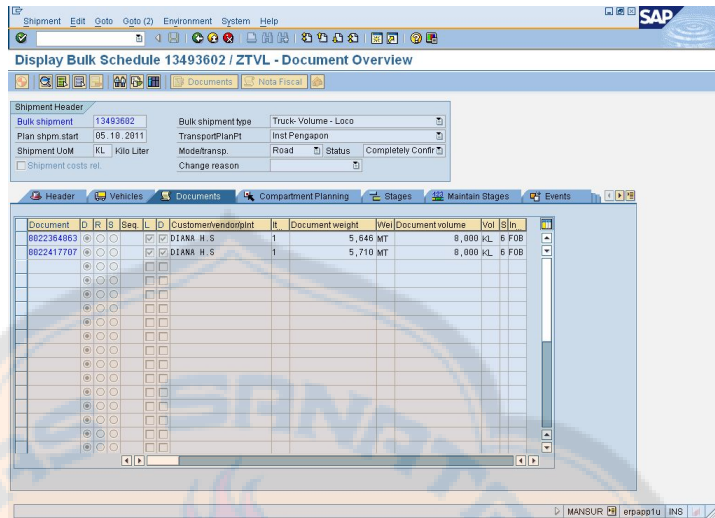 Shipment Edit Goto Goto (2) Environment System Help
SAP
Display Bulk Schedule 13493602 / ZTVL - Document Overview
Documents Nota Fiscal
Shipment Header
Bulk shipment 13493602 Bulk shipment type Truck- Volume - Loco
Plan shpm.start 05.10.2011 TransportPlanPt Inst Pengapon
Shipment UoM KL Kilo Liter Mode/transp. Road Status Completely Confir
Shipment costs rel. Change reason
Header Vehicles Documents Compartment Planning Stages Maintain Stages Events
Document D R S Seq. L D Customer/vendor/plnt It... Document weight Wei Document volume Vol S In...
8022364863 DIANA H.S 1 5,646 MT 8,000 KL 6 FOB
8022417707 DIANA H.S 1 5,710 MT 8,000 KL 6 FOB
SANATA
MANSUR erpapp1u INS